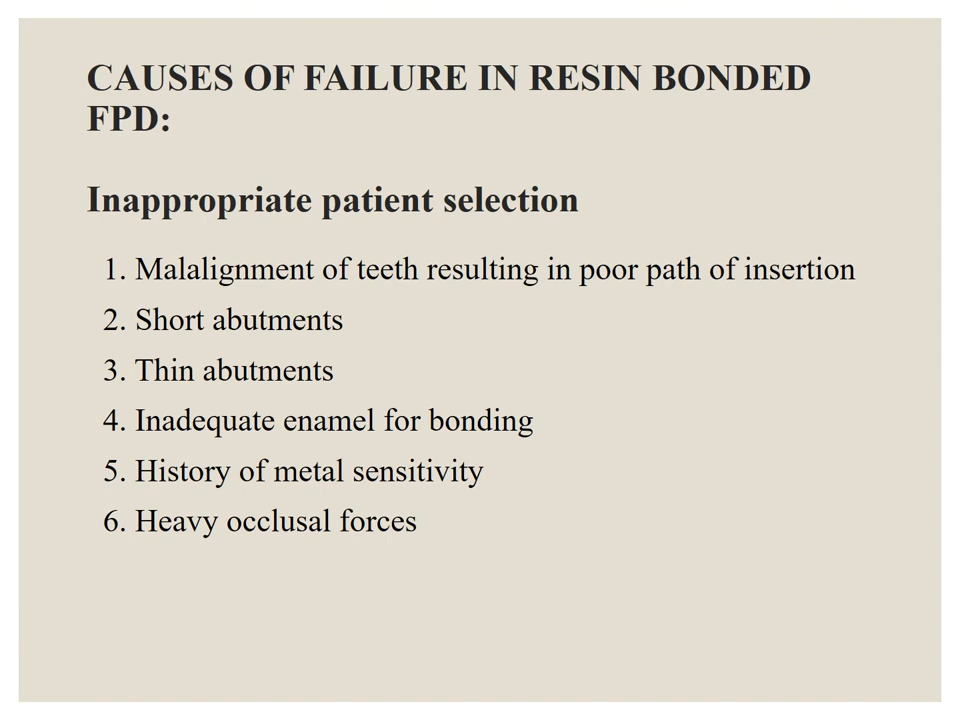 CAUSES OF FAILURE IN RESIN BONDED
FPD:
Inappropriate patient selection
1. Malalignment of teeth resulting in poor path of insertion
2. Short abutments
3. Thin abutments
4. Inadequate enamel for bonding
5. History of metal sensitivity
6. Heavy occlusal forces